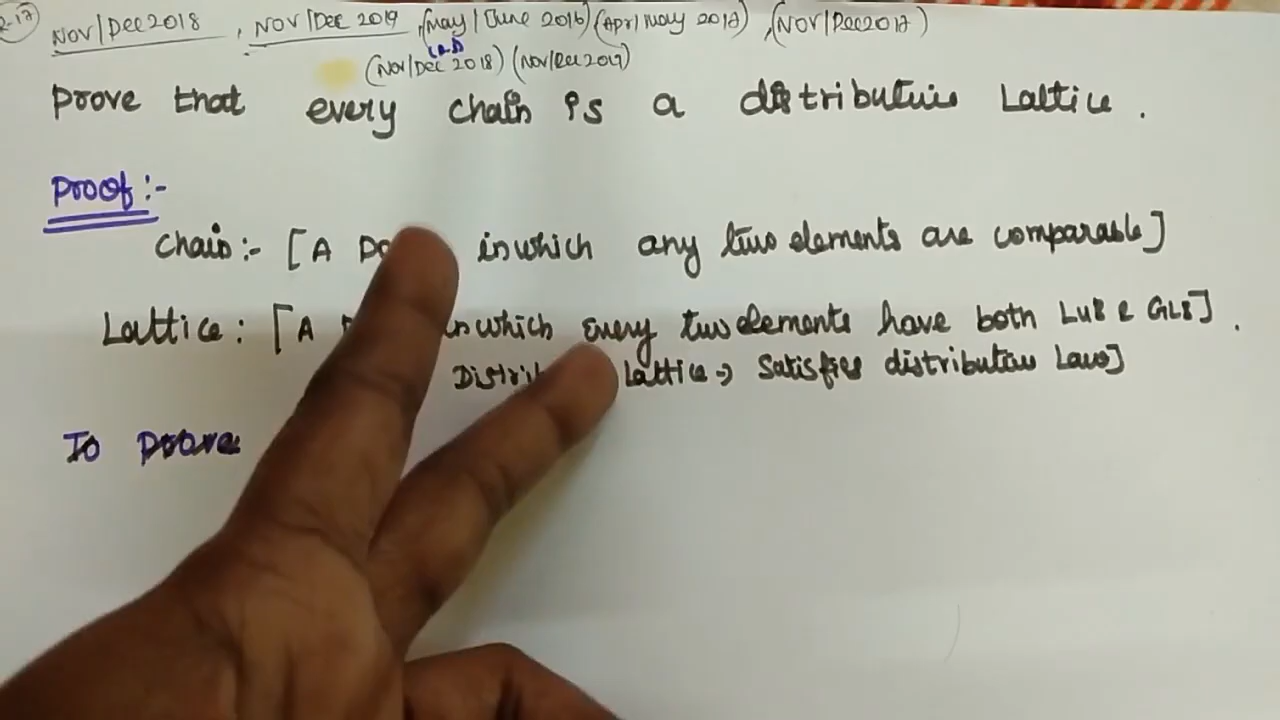 NOV/Dec2018, NOV/Dec 2019, (may/June 2016) (Apr/May 2017), (NOV/Dec2017)
(Nov/Dec 2018) (Nov/Dec 2017)
Prove that every chain is a distributive Lattice.
Proof:-
Chain:- [A in which any two elements are comparable]
Lattice: [A in which every two elements have both LUB & GLB].
Lattice → Satisfies distributive Laws]
To Prove